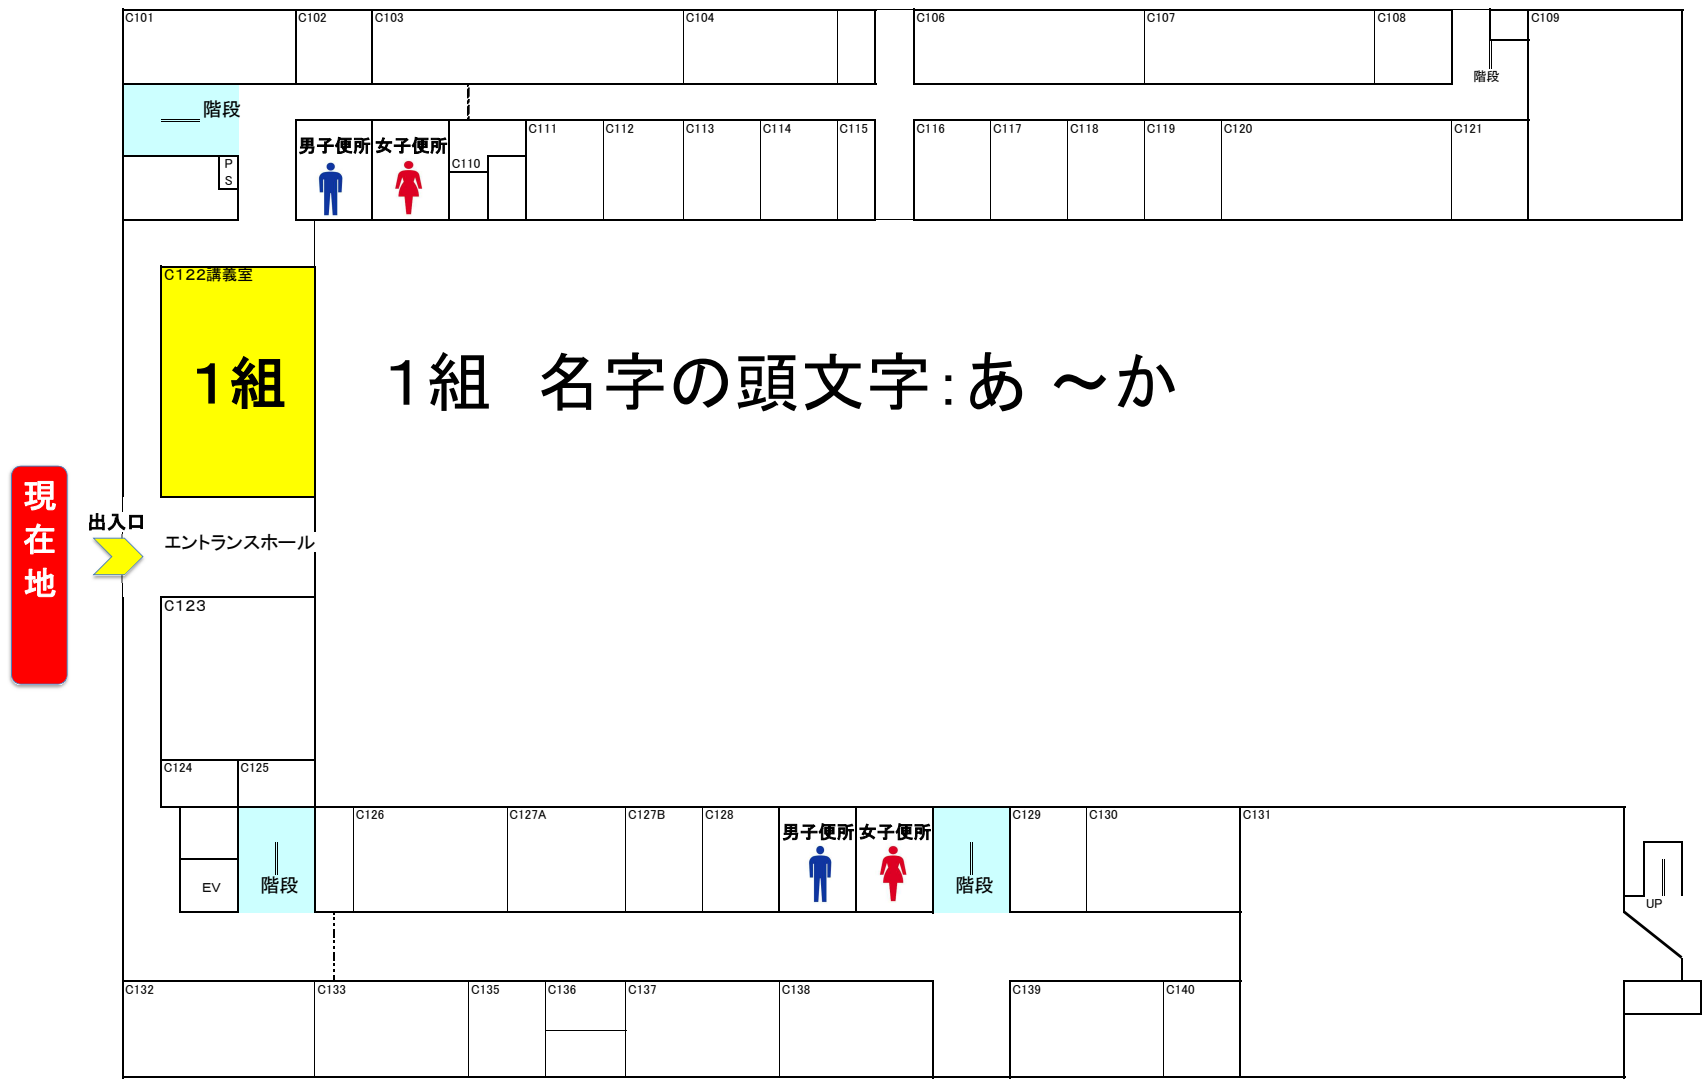 C101
C102
C103
C104
C106
C107
C108
C109
階段
階段
男子便所
女子便所
C110
C111
C112
C113
C114
C115
C116
C117
C118
C119
C120
C121
P
S
C122講義室
1組
1組 名字の頭文字:あ ～か
現在地
出入口
エントランスホール
C123
C124
C125
C126
C127A
C127B
C128
男子便所
女子便所
C129
C130
C131
EV
階段
階段
UP
C132
C133
C135
C136
C137
C138
C139
C140